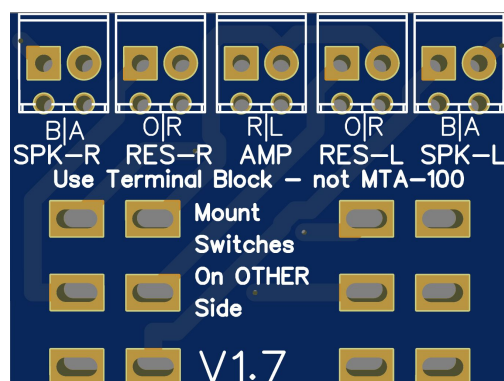 B|A O|R R|L O|R B|A
SPK-R RES-R AMP RES-L SPK-L
Use Terminal Block - not MTA-100
Mount
Switches
On OTHER
Side
V1.7